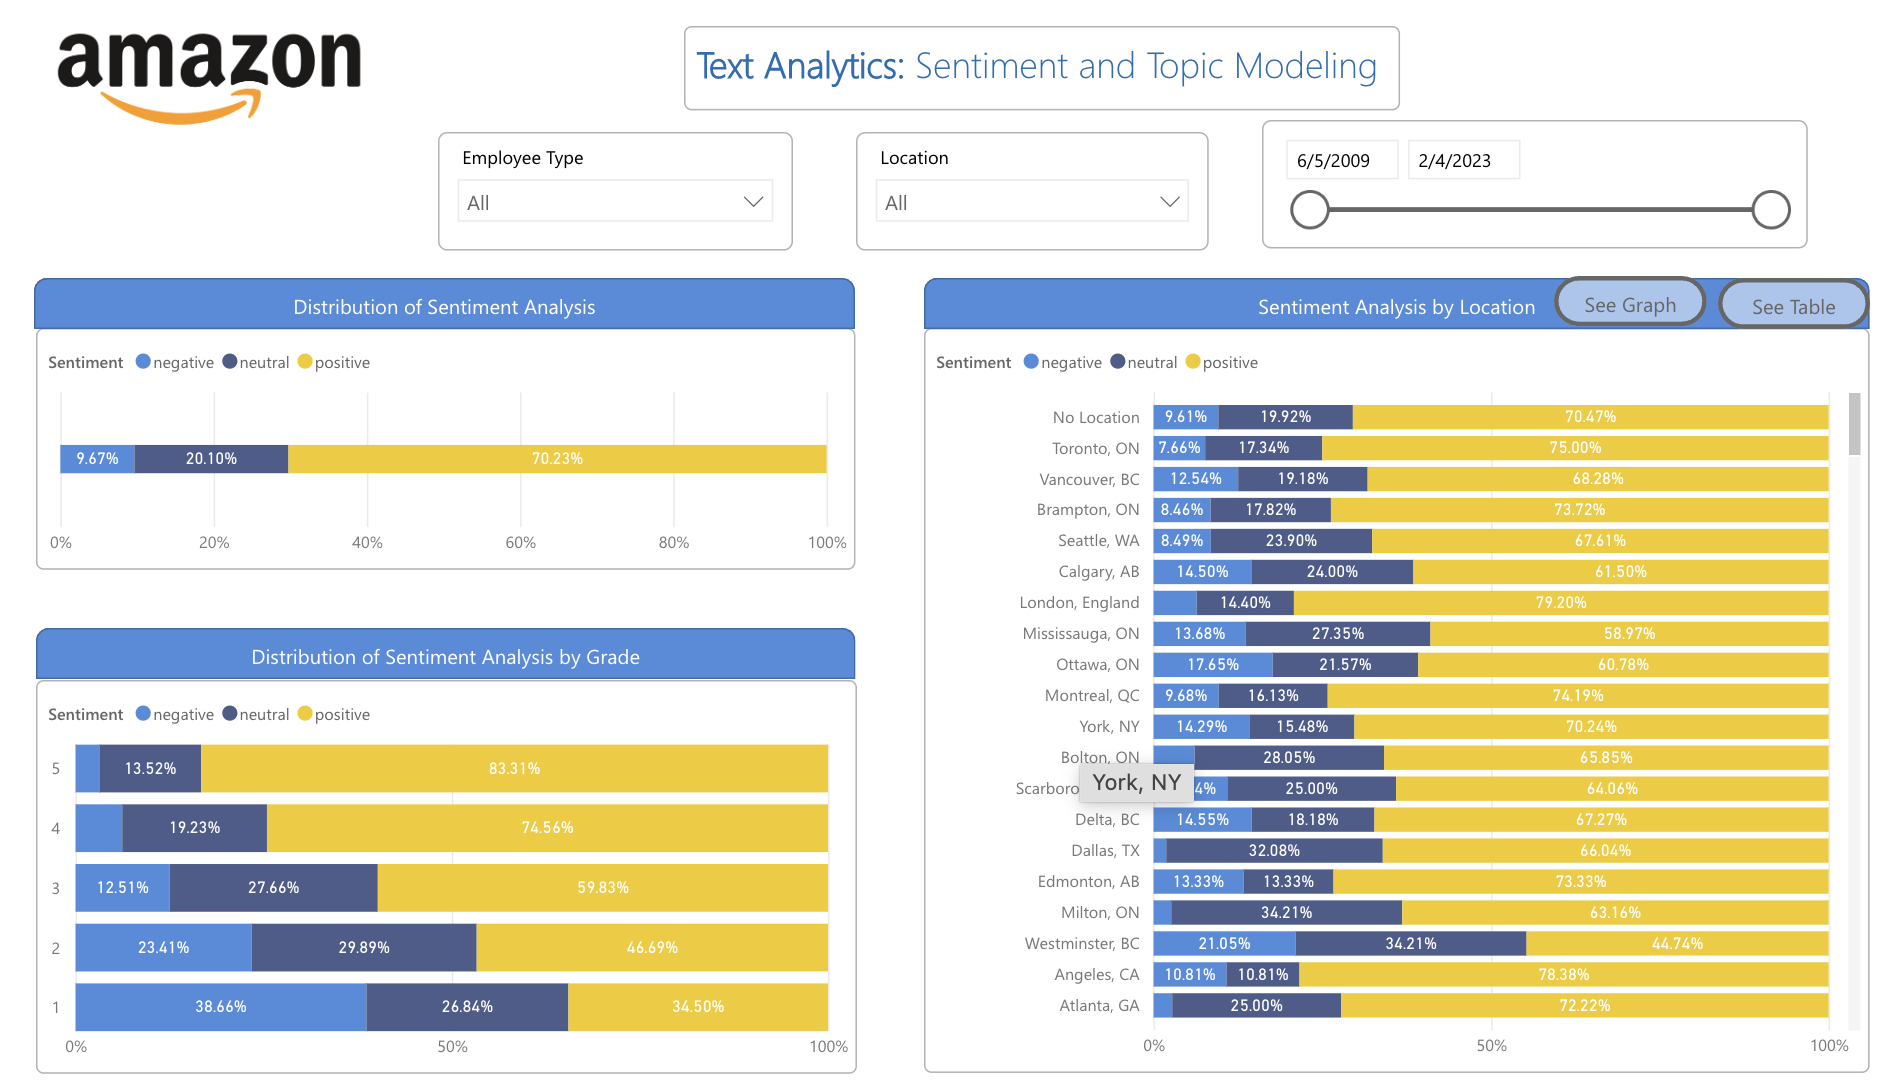 amazon
Text Analytics: Sentiment and Topic Modeling
Employee Type
All
Location
All
6/5/2009 2/4/2023
Distribution of Sentiment Analysis
Sentiment negative neutral positive
9.67% 20.10% 70.23%
0% 20% 40% 60% 80% 100%
Distribution of Sentiment Analysis by Grade
Sentiment negative neutral positive
5 13.52% 83.31%
4 19.23% 74.56%
3 12.51% 27.66% 59.83%
2 23.41% 29.89% 46.69%
1 38.66% 26.84% 34.50%
0% 50% 100%
Sentiment Analysis by Location See Graph See Table
Sentiment negative neutral positive
No Location 9.61% 19.92% 70.47%
Toronto, ON 7.66% 17.34% 75.00%
Vancouver, BC 12.54% 19.18% 68.28%
Brampton, ON 8.46% 17.82% 73.72%
Seattle, WA 8.49% 23.90% 67.61%
Calgary, AB 14.50% 24.00% 61.50%
London, England 14.40% 79.20%
Mississauga, ON 13.68% 27.35% 58.97%
Ottawa, ON 17.65% 21.57% 60.78%
Montreal, QC 9.68% 16.13% 74.19%
York, NY 14.29% 15.48% 70.24%
Bolton, ON 28.05% 65.85%
York, NY
Scarboro 4% 25.00% 64.06%
Delta, BC 14.55% 18.18% 67.27%
Dallas, TX 32.08% 66.04%
Edmonton, AB 13.33% 13.33% 73.33%
Milton, ON 34.21% 63.16%
Westminster, BC 21.05% 34.21% 44.74%
Angeles, CA 10.81% 10.81% 78.38%
Atlanta, GA 25.00% 72.22%
0% 50% 100%